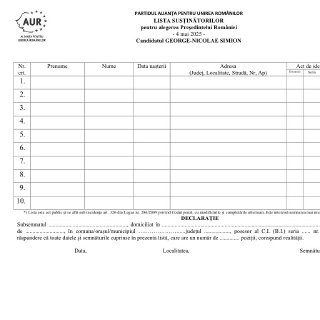 PARTIDUL ALIANȚA PENTRU UNIREA ROMÂNILOR
LISTA SUSȚINĂTORILOR
pentru alegerea Președintelui României
- 4 mai 2025 -
Candidatul GEORGE-NICOLAE SIMION
AUR
ALIANȚA PENTRU
UNIREA ROMÂNILOR
Nr. crt. Prenume Nume Data nașterii Adresa (Județ, Localitate, Stradă, Nr, Ap) Act de ide
Seria
1.
2.
3.
4.
5.
6.
7.
8.
9.
10.
DECLARAȚIE
Subsemnatul ........................................, domiciliat în
de ................, în comuna/orașul/municipiul ........................județul .................., posesor al C.I. (B.I.) seria ...... nr.
răspundere că toate datele și semnăturile cuprinse în prezenta listă, care are un număr de ............ poziții, corespund realității.
Data, Localitatea, Semnătu